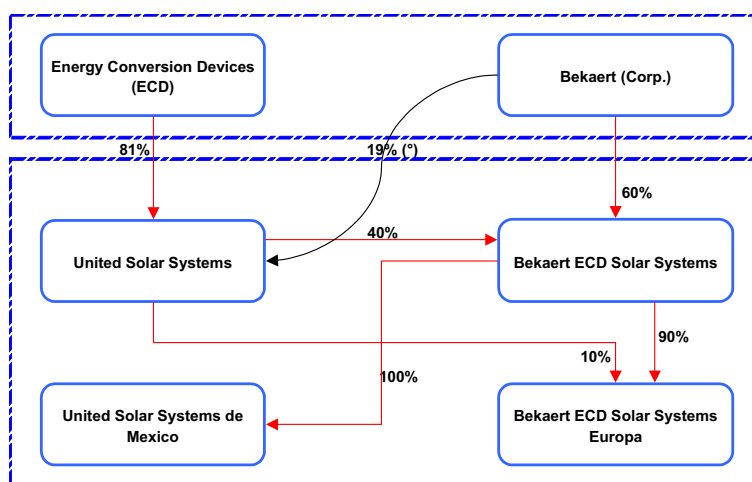 Energy Conversion Devices
(ECD)
Bekaert (Corp.)
81%
19% (°)
60%
United Solar Systems
40%
Bekaert ECD Solar Systems
90%
10%
100%
United Solar Systems de
Mexico
Bekaert ECD Solar Systems
Europa